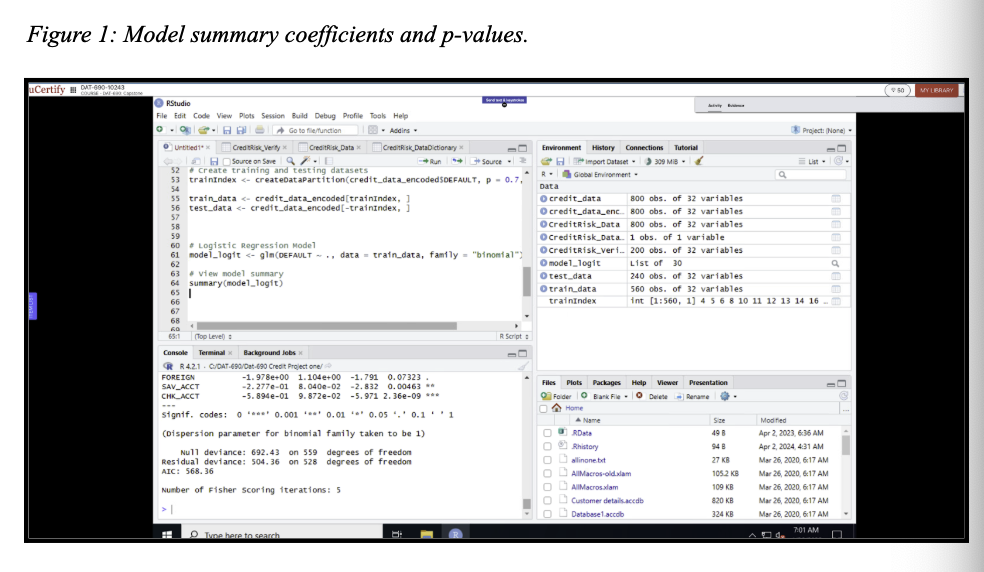 Figure 1: Model summary coefficients and p-values.
uCertify DAT-690-10243
COURSE - DAT-690: Capstone
50 MY LIBRARY
RStudio
Send text & keystrokes
Activity Evidence
File Edit Code View Plots Session Build Debug Profile Tools Help
Go to file/function Addins Project: (None)
Untitled1* CreditRisk_Verify CreditRisk_Data CreditRisk_DataDictionary
Source on Save Run Source
52 # Create training and testing datasets
53 trainIndex <- createDataPartition(credit_data_encoded$DEFAULT, p = 0.7,
54
55 train_data <- credit_data_encoded[trainIndex, ]
56 test_data <- credit_data_encoded[-trainIndex, ]
57
58
59
60 # Logistic Regression Model
61 model_logit <- glm(DEFAULT ~ ., data = train_data, family = "binomial")
62
63 # View model summary
64 summary(model_logit)
65
66
67
68
69
65:1 (Top Level) R Script
Console Terminal Background Jobs
R 4.2.1 · C:/DAT-690/Dat-690 Credit Project one/
FOREIGN -1.978e+00 1.104e+00 -1.791 0.07323 .
SAV_ACCT -2.277e-01 8.040e-02 -2.832 0.00463 **
CHK_ACCT -5.894e-01 9.872e-02 -5.971 2.36e-09 ***
---
Signif. codes: 0 '***' 0.001 '**' 0.01 '*' 0.05 '.' 0.1 ' ' 1
(Dispersion parameter for binomial family taken to be 1)
Null deviance: 692.43 on 559 degrees of freedom
Residual deviance: 504.36 on 528 degrees of freedom
AIC: 568.36
Number of Fisher Scoring iterations: 5
>
Environment History Connections Tutorial
Import Dataset 309 MiB List
R Global Environment
Data
credit_data 800 obs. of 32 variables
credit_data_enc… 800 obs. of 32 variables
CreditRisk_Data 800 obs. of 32 variables
CreditRisk_Data… 1 obs. of 1 variable
CreditRisk_Veri… 200 obs. of 32 variables
model_logit List of 30
test_data 240 obs. of 32 variables
train_data 560 obs. of 32 variables
trainIndex int [1:560, 1] 4 5 6 8 10 11 12 13 14 16 …
Files Plots Packages Help Viewer Presentation
Folder Blank File Delete Rename
Home
Name Size Modified
.RData 49 B Apr 2, 2023, 6:36 AM
.Rhistory 94 B Apr 2, 2024, 4:31 AM
allinone.txt 27 KB Mar 26, 2020, 6:17 AM
AllMacros-old.xlam 105.2 KB Mar 26, 2020, 6:17 AM
AllMacros.xlam 109 KB Mar 26, 2020, 6:17 AM
Customer details.accdb 820 KB Mar 26, 2020, 6:17 AM
Database1.accdb 324 KB Mar 26, 2020, 6:17 AM
Type here to search
7:01 AM